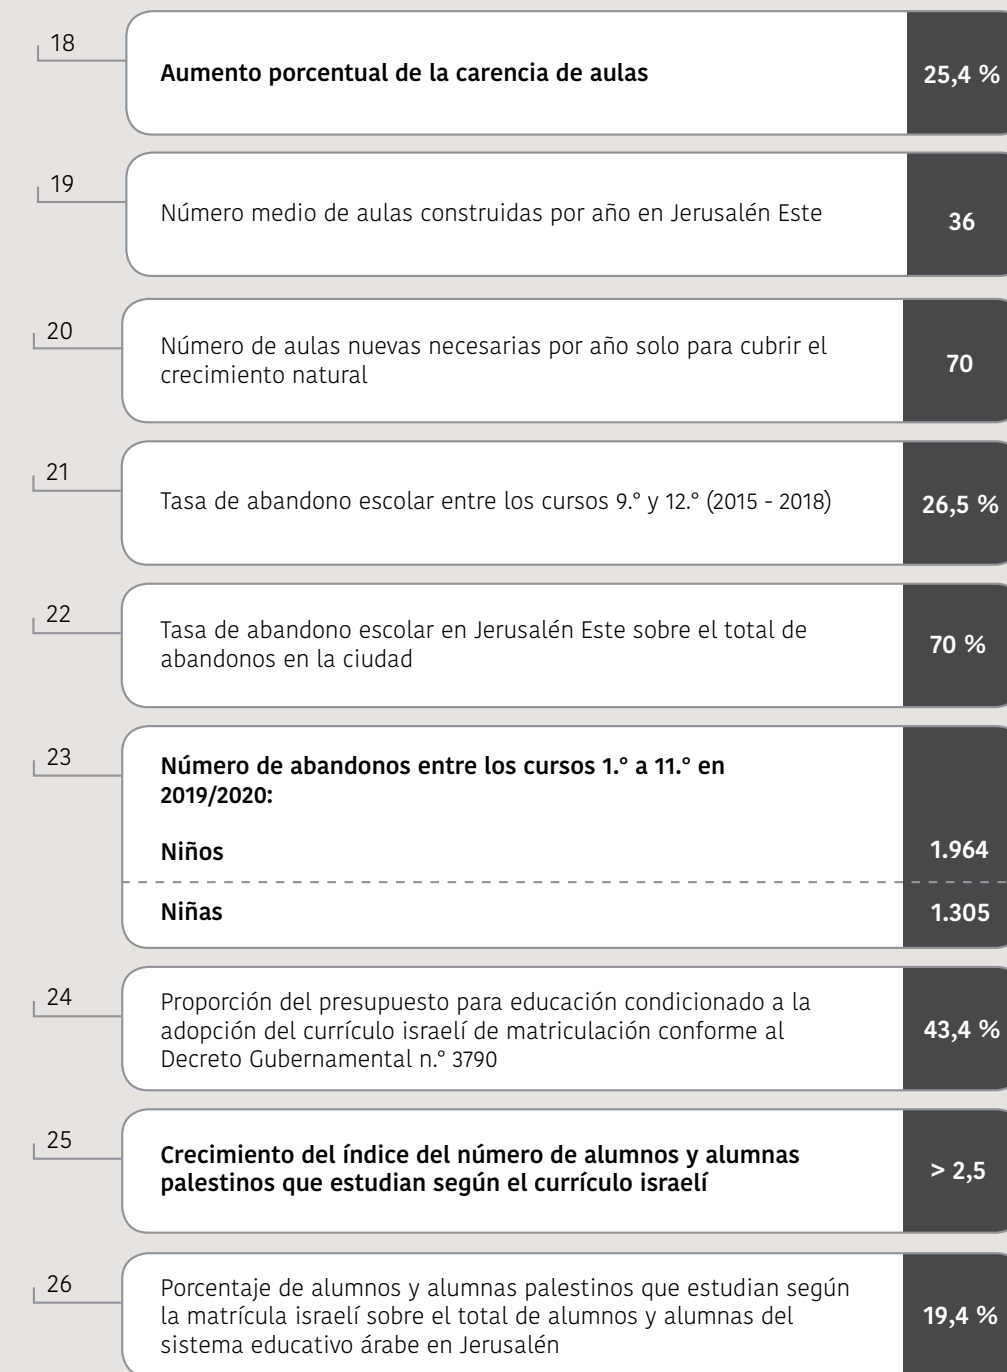 18
Aumento porcentual de la carencia de aulas
25,4 %
19
Número medio de aulas construidas por año en Jerusalén Este
36
20
Número de aulas nuevas necesarias por año solo para cubrir el
crecimiento natural
70
21
Tasa de abandono escolar entre los cursos 9.° y 12.° (2015 - 2018)
26,5 %
22
Tasa de abandono escolar en Jerusalén Este sobre el total de
abandonos en la ciudad
70 %
23
Número de abandonos entre los cursos 1.° a 11.° en
2019/2020:
Niños
1.964
Niñas
1.305
24
Proporción del presupuesto para educación condicionado a la
adopción del currículo israelí de matriculación conforme al
Decreto Gubernamental n.° 3790
43,4 %
25
Crecimiento del índice del número de alumnos y alumnas
palestinos que estudian según el currículo israelí
> 2,5
26
Porcentaje de alumnos y alumnas palestinos que estudian según
la matrícula israelí sobre el total de alumnos y alumnas del
sistema educativo árabe en Jerusalén
19,4 %